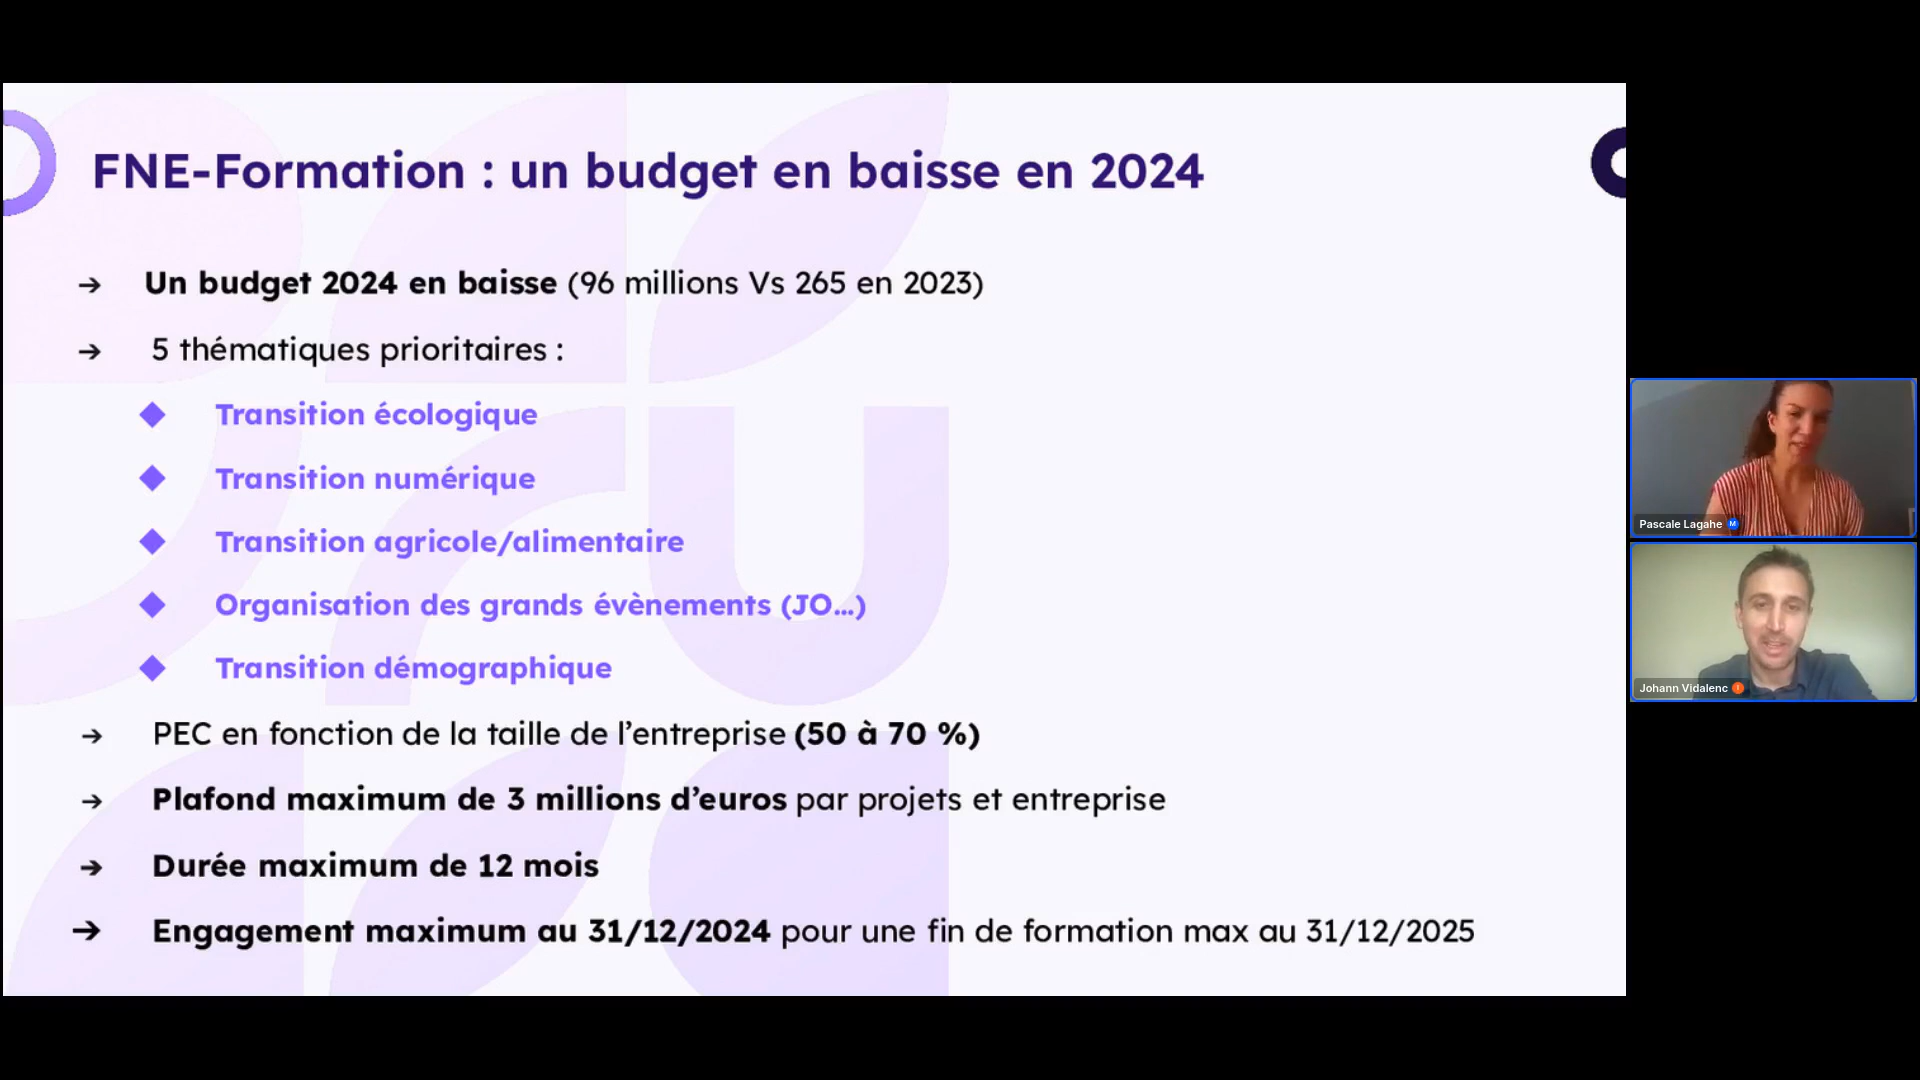 FNE-Formation : un budget en baisse en 2024
→ Un budget 2024 en baisse (96 millions Vs 265 en 2023)
→ 5 thématiques prioritaires :
◆ Transition écologique
◆ Transition numérique
◆ Transition agricole/alimentaire
◆ Organisation des grands évènements (JO...)
◆ Transition démographique
→ PEC en fonction de la taille de l’entreprise (50 à 70 %)
→ Plafond maximum de 3 millions d’euros par projets et entreprise
→ Durée maximum de 12 mois
→ Engagement maximum au 31/12/2024 pour une fin de formation max au 31/12/2025
Pascale Lagahe M
Johann Vidalenc I